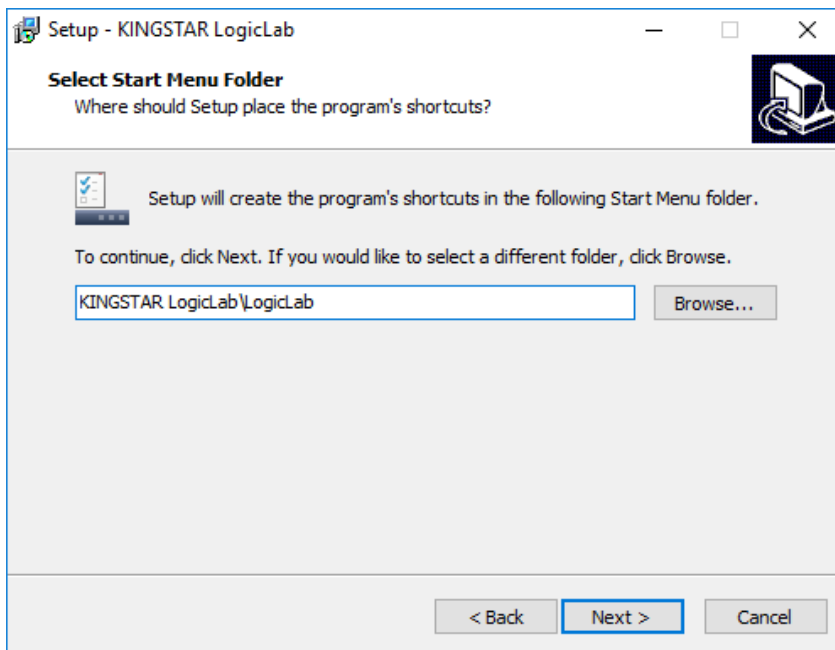 Setup - KINGSTAR LogicLab
Select Start Menu Folder
Where should Setup place the program's shortcuts?
Setup will create the program's shortcuts in the following Start Menu folder.
To continue, click Next. If you would like to select a different folder, click Browse.
KINGSTAR LogicLab\LogicLab
Browse...
< Back
Next >
Cancel